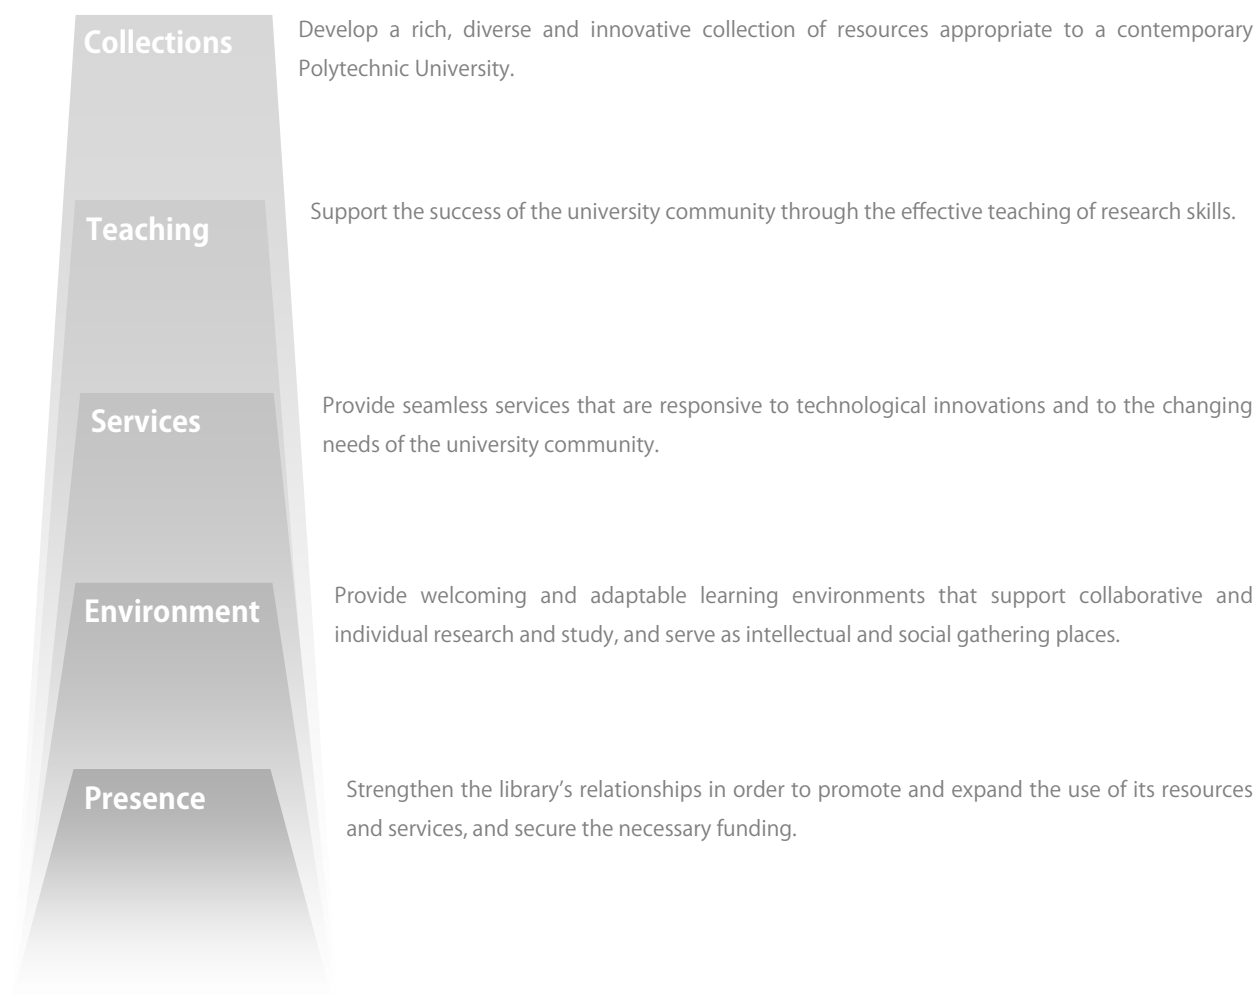 Collections
Develop a rich, diverse and innovative collection of resources appropriate to a contemporary
Polytechnic University.
Teaching
Support the success of the university community through the effective teaching of research skills.
Services
Provide seamless services that are responsive to technological innovations and to the changing
needs of the university community.
Environment
Provide welcoming and adaptable learning environments that support collaborative and
individual research and study, and serve as intellectual and social gathering places.
Presence
Strengthen the library’s relationships in order to promote and expand the use of its resources
and services, and secure the necessary funding.